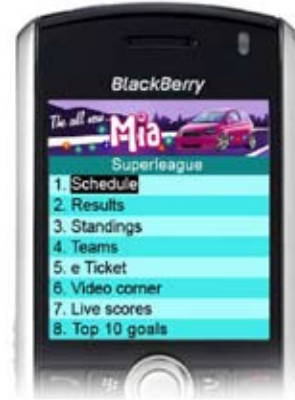 BlackBerry
The all new
Mia
Superleague
1. Schedule
2. Results
3. Standings
4. Teams
5. e Ticket
6. Video corner
7. Live scores
8. Top 10 goals